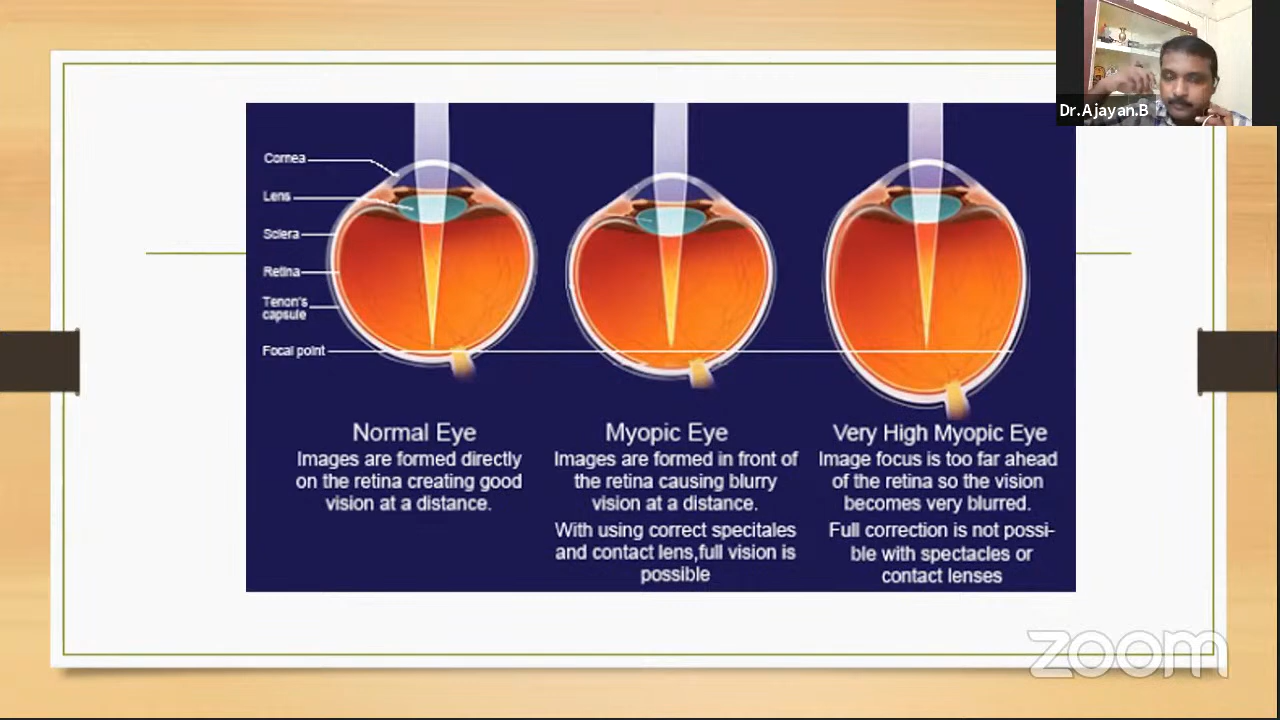 Dr.Ajayan.B
Cornea
Lens
Sclera
Retina
Tenon's
capsule
Focal point
Normal Eye
Images are formed directly
on the retina creating good
vision at a distance.
Myopic Eye
Images are formed in front of
the retina causing blurry
vision at a distance.
With using correct specitales
and contact lens,full vision is
possible
Very High Myopic Eye
Image focus is too far ahead
of the retina so the vision
becomes very blurred.
Full correction is not possi-
ble with spectacles or
contact lenses
zoom